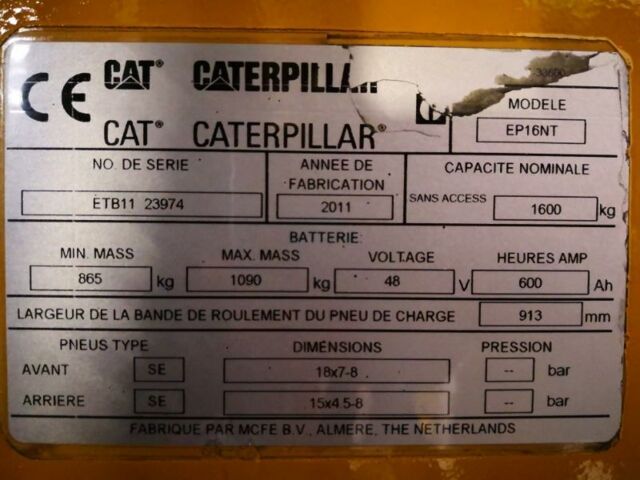 CE CAT® CATERPILLAR
33600
CAT® CATERPILLAR®
MODELE
EP16NT
NO. DE SERIE
ETB11 23974
ANNEE DE
FABRICATION
2011
CAPACITE NOMINALE
SANS ACCESS 1600 kg
BATTERIE:
MIN. MASS MAX. MASS VOLTAGE HEURES AMP
865 kg 1090 kg 48 V 600 Ah
LARGEUR DE LA BANDE DE ROULEMENT DU PNEU DE CHARGE 913 mm
PNEUS TYPE DIMENSIONS PRESSION
AVANT SE 18x7-8 -- bar
ARRIERE SE 15x4.5-8 -- bar
FABRIQUE PAR MCFE B.V., ALMERE, THE NETHERLANDS